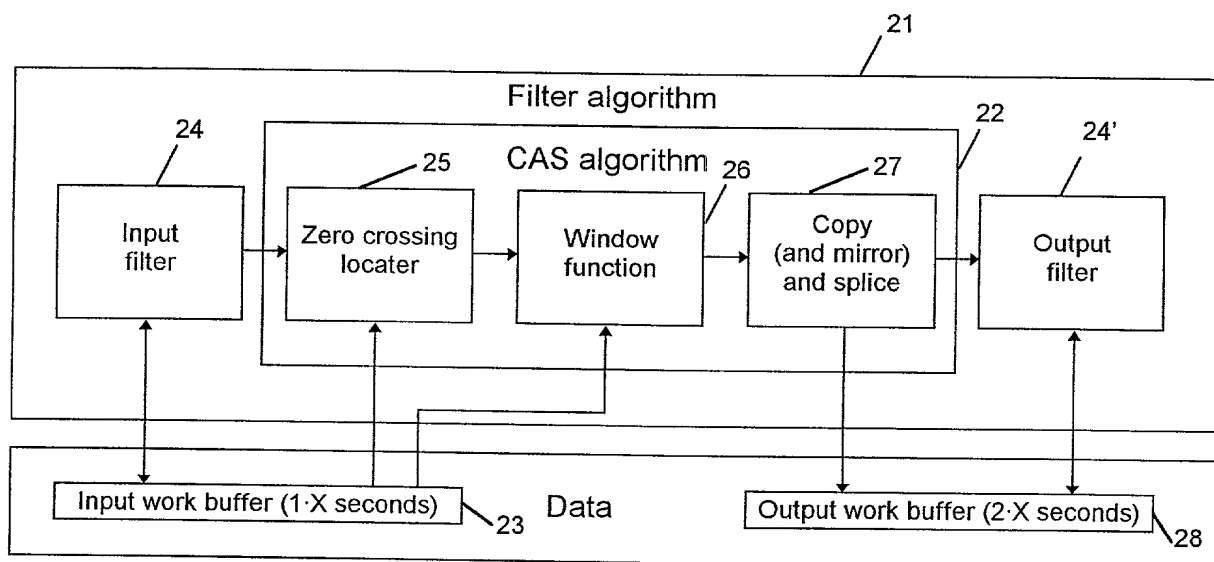 21
Filter algorithm
24
22
24'
CAS algorithm
25
26
27
Input
filter
Zero crossing
locater
Window
function
Copy
(and mirror)
and splice
Output
filter
Input work buffer (1·X seconds)
23
Data
Output work buffer (2·X seconds)
28